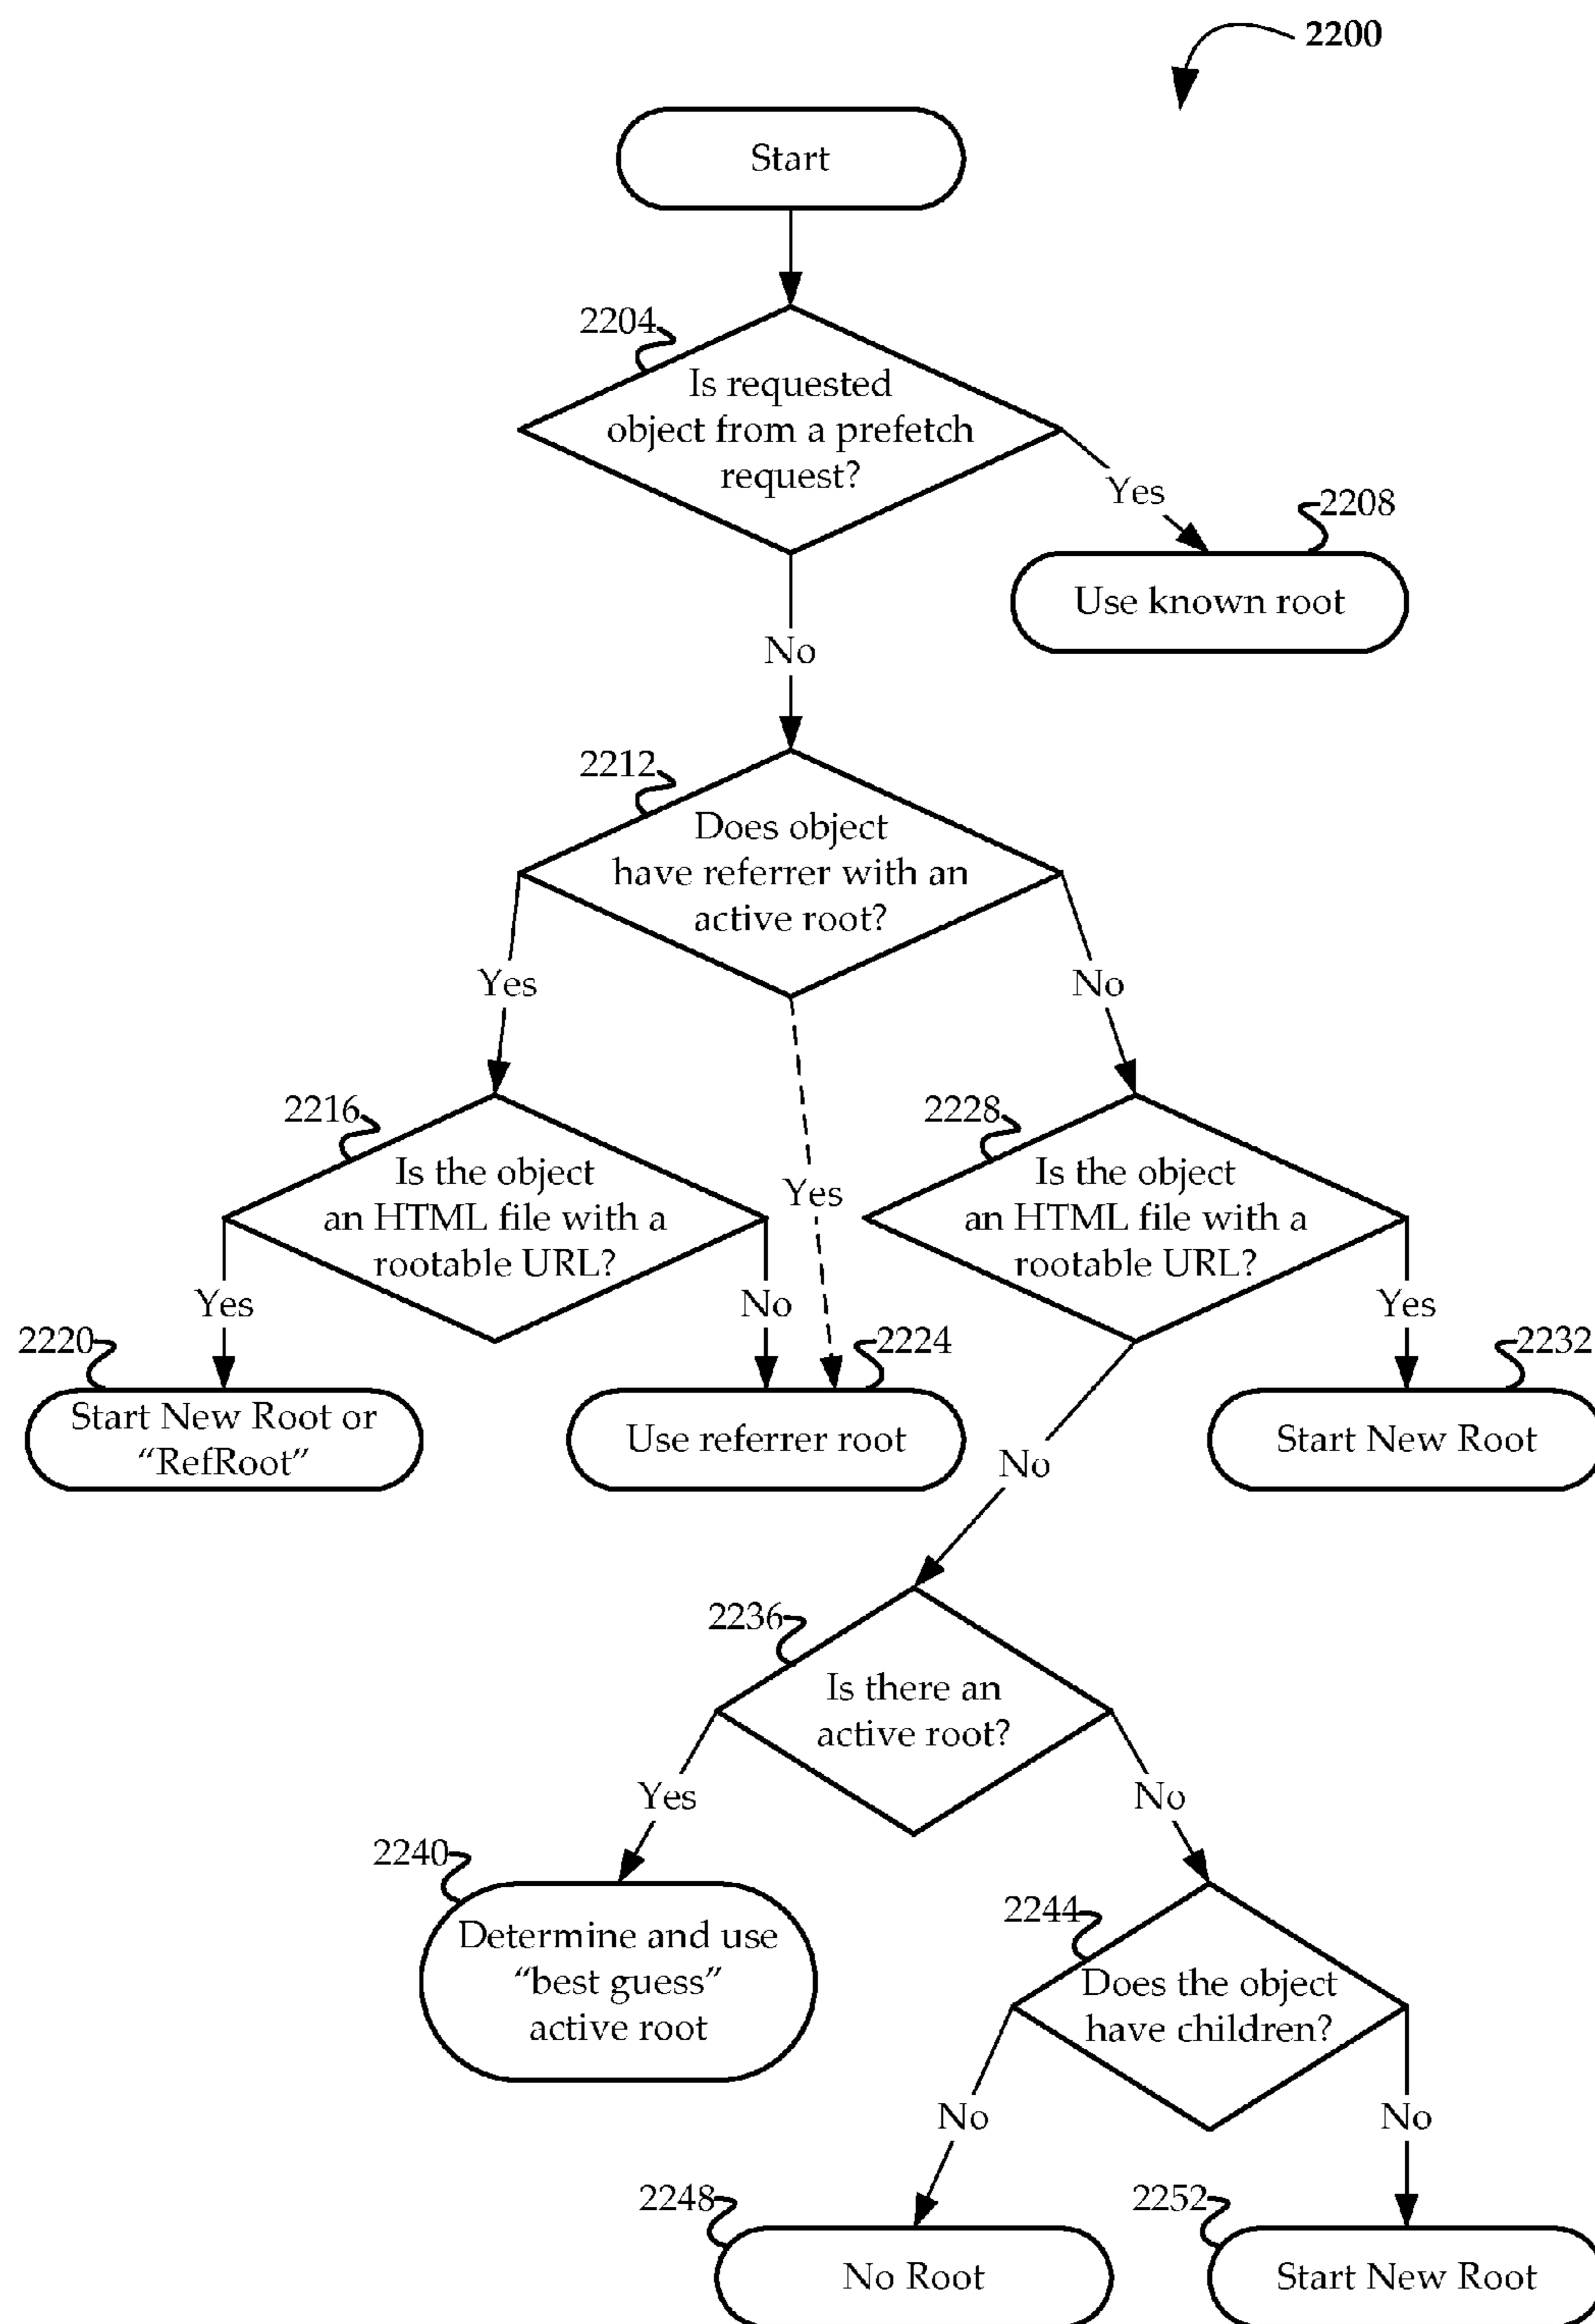 2200
Start
2204
Is requested
object from a prefetch
request?
Yes
2208
Use known root
No
2212
Does object
have referrer with an
active root?
Yes
No
2216
Is the object
an HTML file with a
rootable URL?
Yes
2228
Is the object
an HTML file with a
rootable URL?
Yes
No
Yes
2220
Start New Root or
“RefRoot”
2224
Use referrer root
2232
Start New Root
No
2236
Is there an
active root?
Yes
No
2240
Determine and use
“best guess”
active root
2244
Does the object
have children?
No
No
2248
No Root
2252
Start New Root